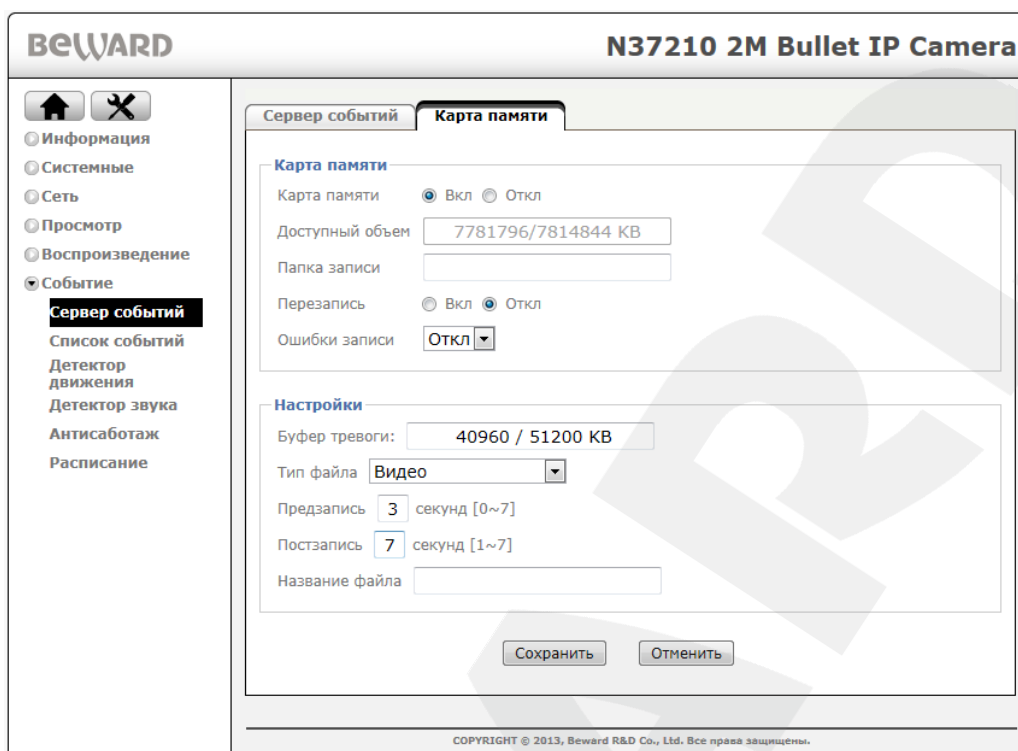 BEWARD
N37210 2M Bullet IP Camera
Информация
Системные
Сеть
Просмотр
Воспроизведение
Событие
Сервер событий
Список событий
Детектор
движения
Детектор звука
Антисаботаж
Расписание
Сервер событий Карта памяти
Карта памяти
Карта памяти Вкл Откл
Доступный объем 7781796/7814844 KB
Папка записи
Перезапись Вкл Откл
Ошибки записи Откл
Настройки
Буфер тревоги: 40960 / 51200 KB
Тип файла Видео
Предзапись 3 секунд [0~7]
Постзапись 7 секунд [1~7]
Название файла
Сохранить Отменить
COPYRIGHT © 2013, Beward R&D Co., Ltd. Все права защищены.